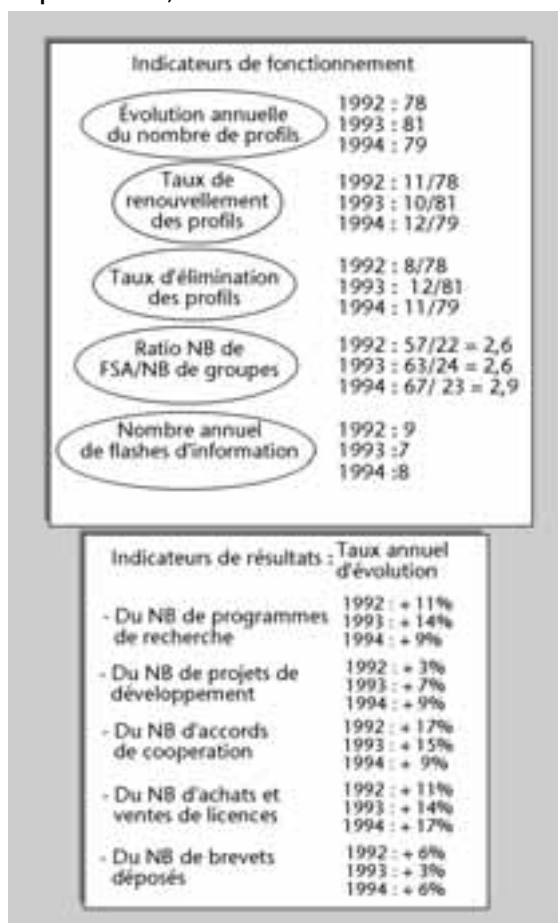 Indicateurs de fonctionnement
Évolution annuelle
du nombre de profils
1992 : 78
1993 : 81
1994 : 79
Taux de
renouvellement
des profils
1992 : 11/78
1993 : 10/81
1994 : 12/79
Taux d'élimination
des profils
1992 : 8/78
1993 : 12/81
1994 : 11/79
Ratio NB de
FSA/NB de groupes
1992 : 57/22 = 2,6
1993 : 63/24 = 2,6
1994 : 67/ 23 = 2,9
Nombre annuel
de flashes d'information
1992 : 9
1993 :7
1994 :8
Indicateurs de résultats : Taux annuel
d'évolution
- Du NB de programmes
de recherche
1992 : + 11%
1993 : + 14%
1994 : + 9%
- Du NB de projets de
développement
1992 : + 3%
1993 : + 7%
1994 : + 9%
- Du NB d'accords
de cooperation
1992 : + 17%
1993 : + 15%
1994 : + 9%
- Du NB d'achats et
ventes de licences
1992 : + 11%
1993 : + 14%
1994 : + 17%
- Du NB de brevets
déposés
1992 : + 6%
1993 : + 3%
1994 : + 6%